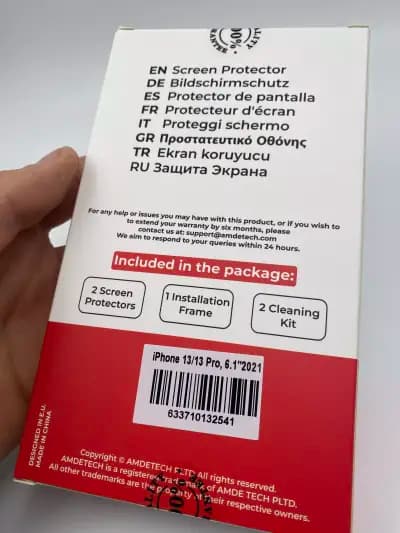 EN Screen Protector
DE Bildschirmschutz
ES Protector de pantalla
FR Protecteur d'écran
IT Proteggi schermo
GR Προστατευτικό Οθόνης
TR Ekran koruyucu
RU Защита Экрана
For any help or issues you may have with this product, or if you wish to
to extend your warranty by six months, please
contact us at: support@amdetech.com
We aim to respond to your queries within 24 hours.
Included in the package:
2 Screen
Protectors
1 Installation
Frame
2 Cleaning
Kit
iPhone 13/13 Pro, 6.1"2021
633710132541
DESIGNED IN E.U.
MADE IN CHINA
Copyright © AMDETECH PLTD All rights reserved.
AMDETECH is a registered trademark of AMDE TECH PLTD.
All other trademarks are the property of their respective owners.